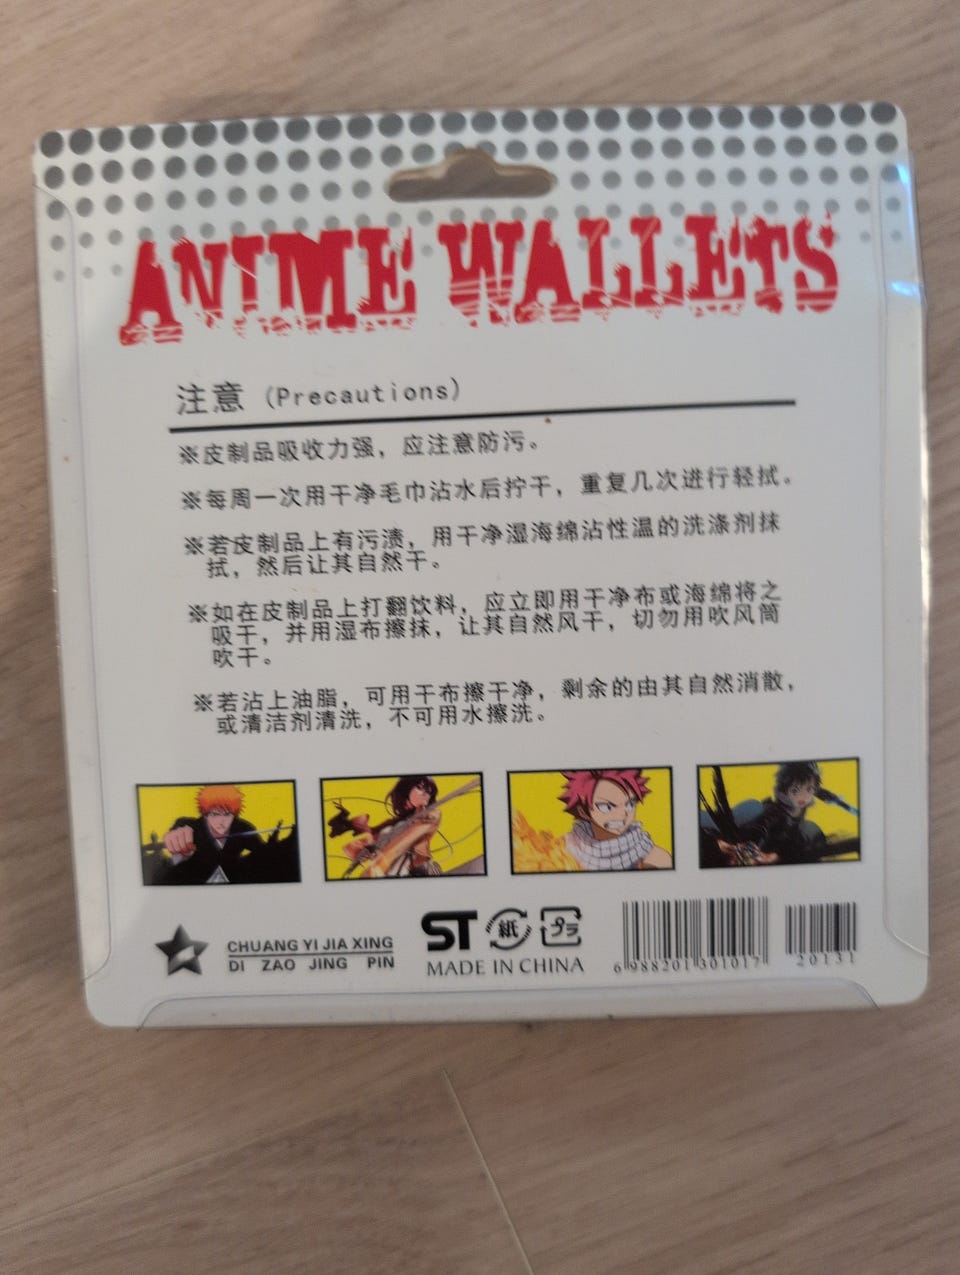 ANIME WALLETS
注意 (Precautions)
※皮制品吸收力强，应注意防污。
※每周一次用干净毛巾沾水后拧干，重复几次进行轻拭。
※若皮制品上有污渍，用干净湿海绵沾性温的洗涤剂抹
拭，然后让其自然干。
※如在皮制品上打翻饮料，应立即用干净布或海绵将之
吸干，并用湿布擦抹，让其自然风干，切勿用吹风筒
吹干。
※若沾上油脂，可用干布擦干净，剩余的由其自然消散，
或清洁剂清洗，不可用水擦洗。
CHUANG YI JIA XING
DI ZAO JING PIN
ST 紙 プラ
MADE IN CHINA
6 988201 301017
20131